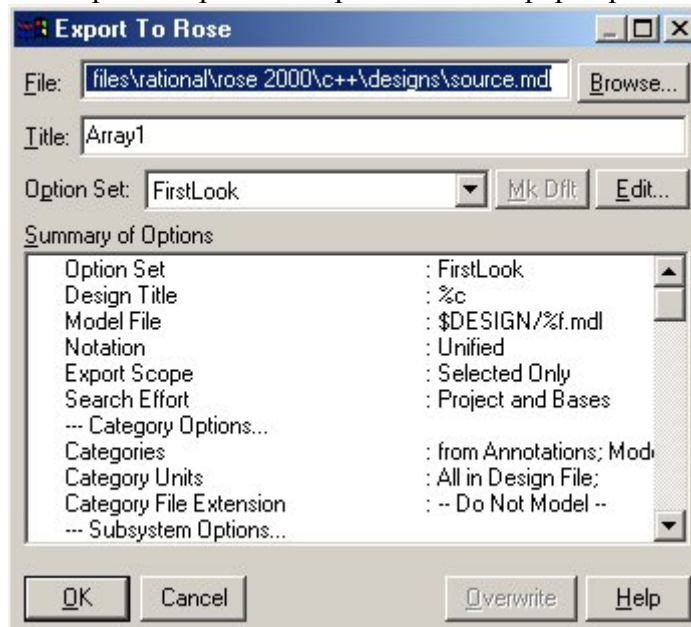 Export To Rose
File: files\rational\rose 2000\c++\designs\source.mdl Browse...
Title: Array1
Option Set: FirstLook Mk Dflt Edit...
Summary of Options
Option Set : FirstLook
Design Title : %c
Model File : $DESIGN/%f.mdl
Notation : Unified
Export Scope : Selected Only
Search Effort : Project and Bases
--- Category Options...
Categories : from Annotations; Mod
Category Units : All in Design File;
Category File Extension : -- Do Not Model --
--- Subsystem Options...
OK Cancel Overwrite Help